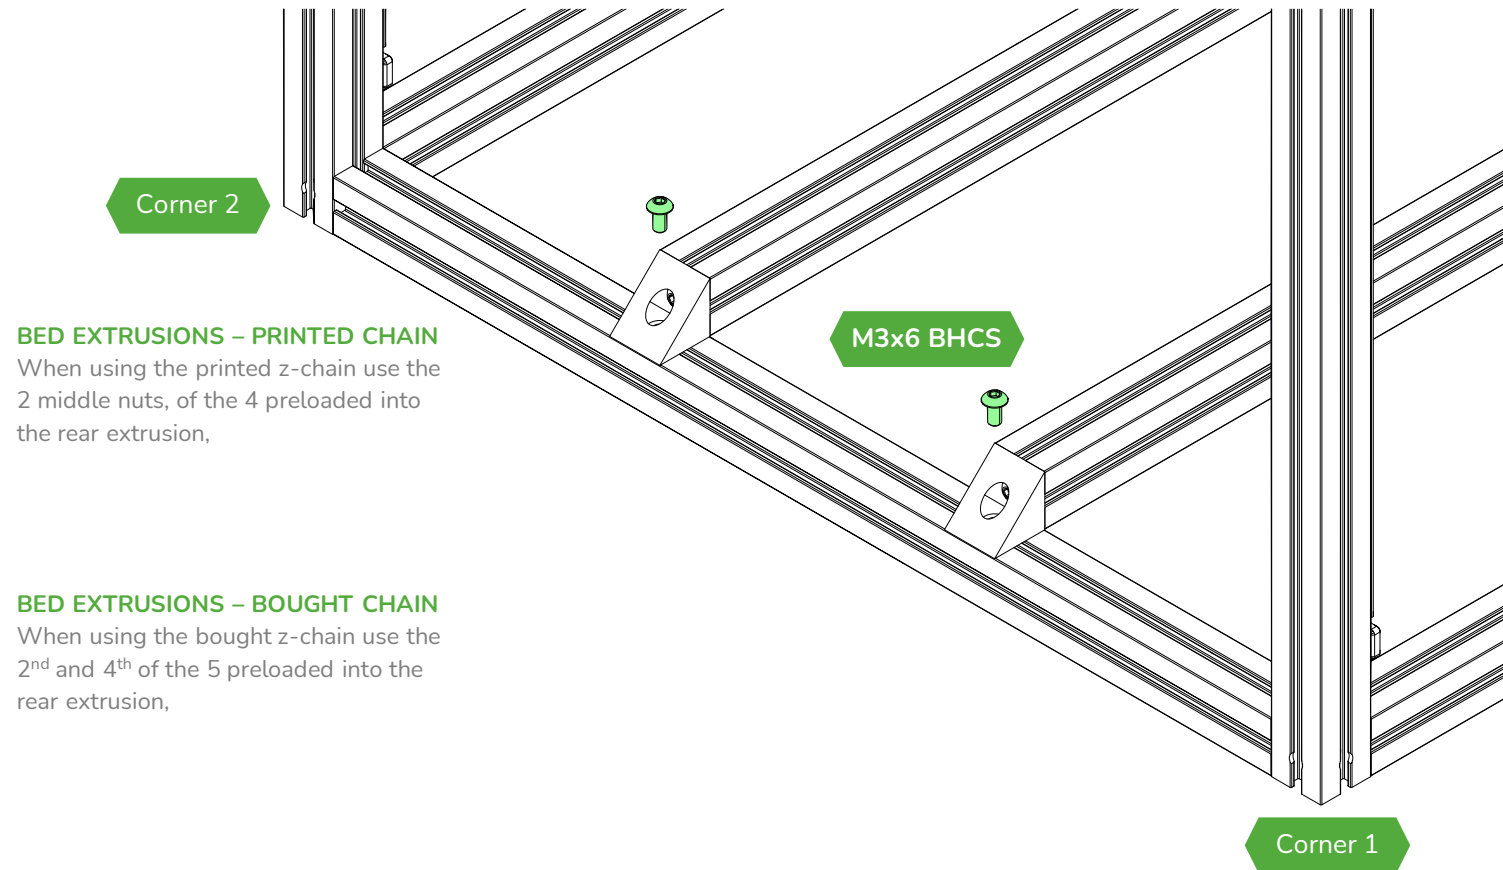 Corner 2
BED EXTRUSIONS – PRINTED CHAIN
When using the printed z-chain use the
2 middle nuts, of the 4 preloaded into
the rear extrusion,
M3x6 BHCS
BED EXTRUSIONS – BOUGHT CHAIN
When using the bought z-chain use the
2nd and 4th of the 5 preloaded into the
rear extrusion,
Corner 1